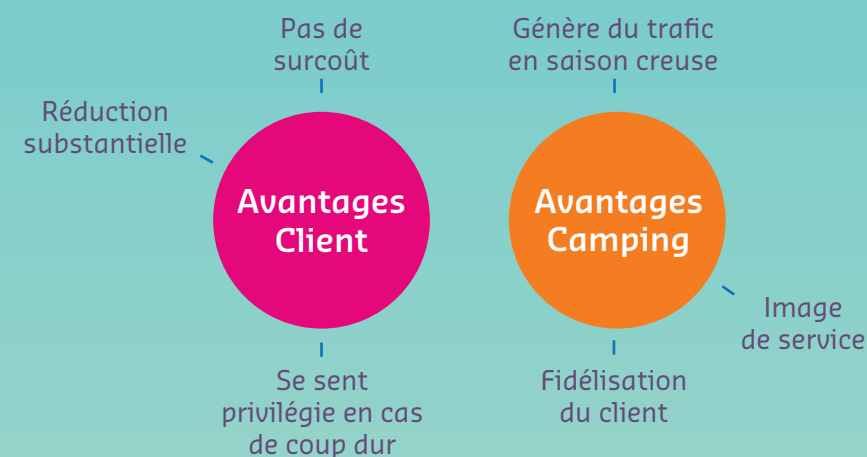 Pas de
surcoût
Réduction
substantielle
Avantages
Client
Se sent
privilégie en cas
de coup dur
Génère du trafic
en saison creuse
Avantages
Camping
Image
de service
Fidélisation
du client